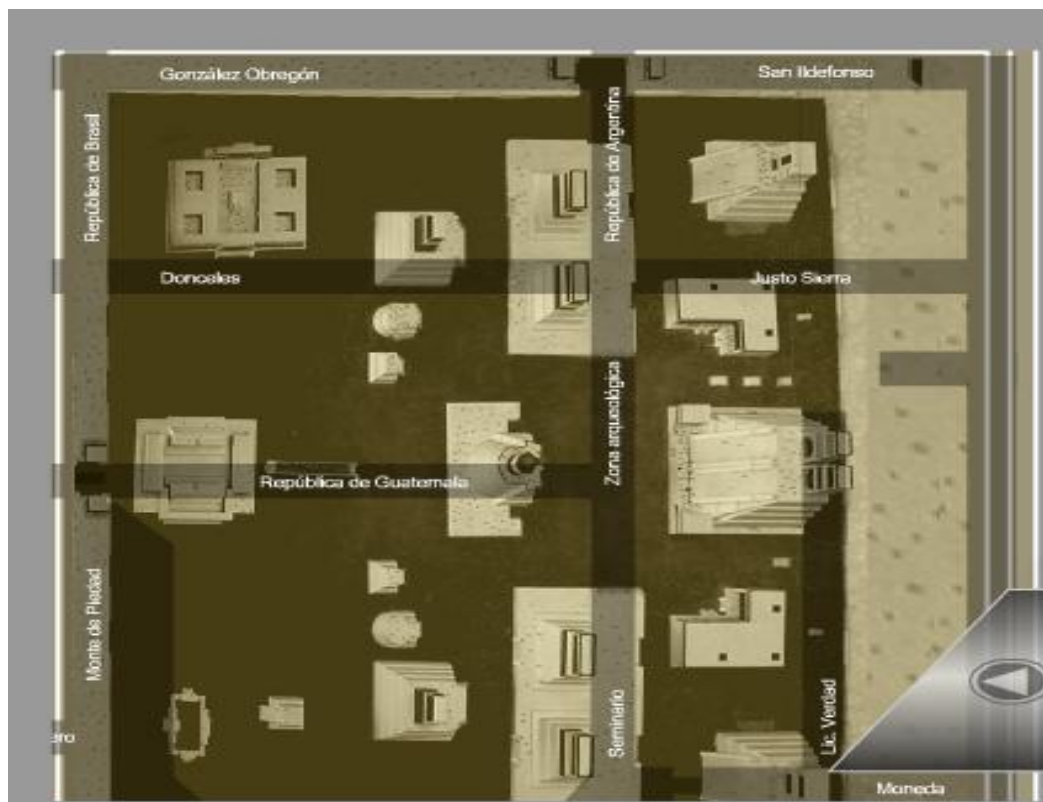 González Obregón
San Ildefonso
República de Brasil
República de Argentina
Donceles
Justo Sierra
Zona arqueológica
República de Guatemala
Monte de Piedad
Seminario
Lic. Verdad
ero
Moneda